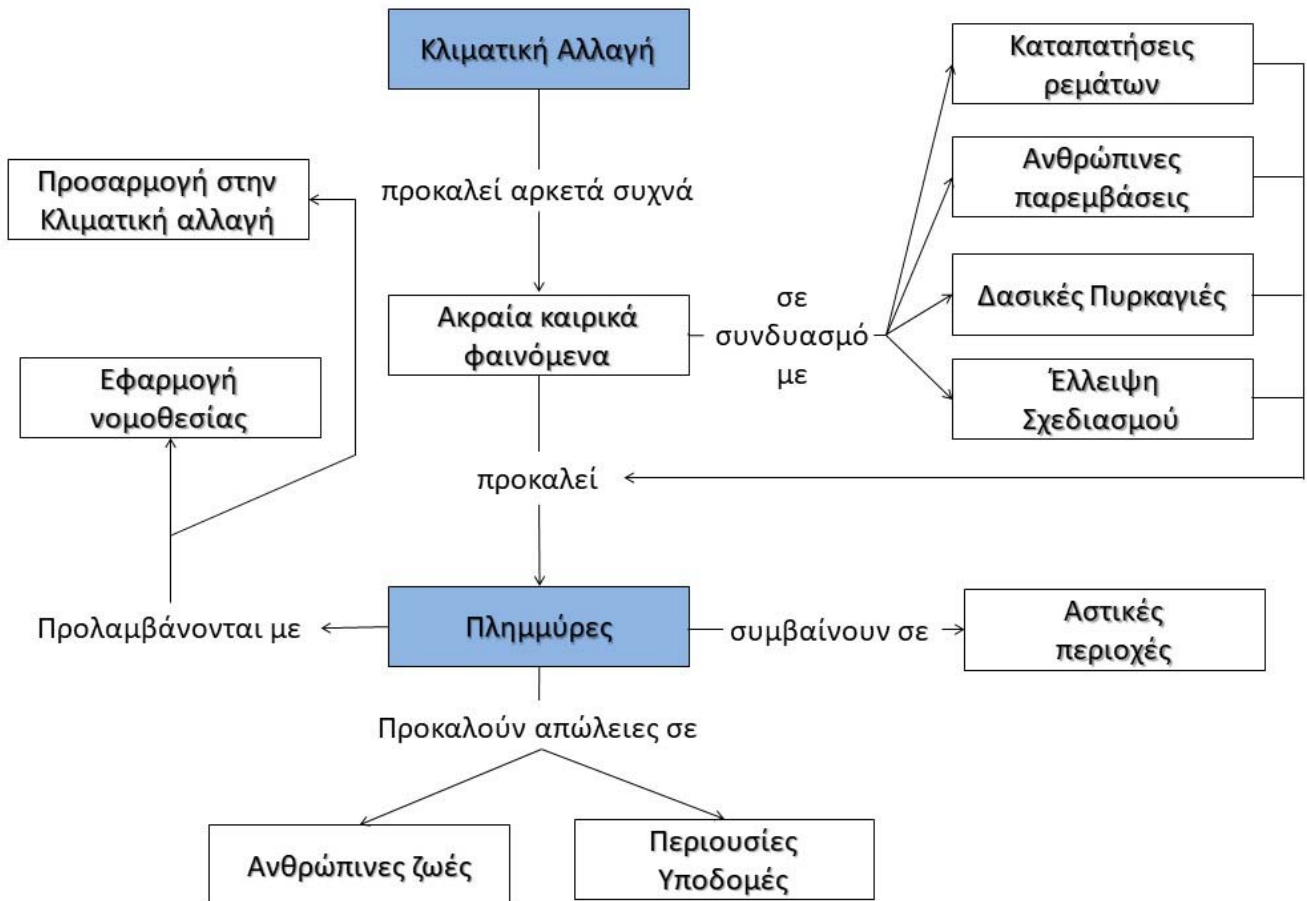 Κλιματική Αλλαγή
Καταπατήσεις
ρεμάτων
Προσαρμογή στην
Κλιματική αλλαγή
προκαλεί αρκετά συχνά
Ανθρώπινες
παρεμβάσεις
Ακραία καιρικά
φαινόμενα
σε
συνδυασμό
με
Δασικές Πυρκαγιές
Εφαρμογή
νομοθεσίας
Έλλειψη
Σχεδιασμού
προκαλεί
Προλαμβάνονται με
Πλημμύρες
συμβαίνουν σε
Αστικές
περιοχές
Προκαλούν απώλειες σε
Ανθρώπινες ζωές
Περιουσίες
Υποδομές